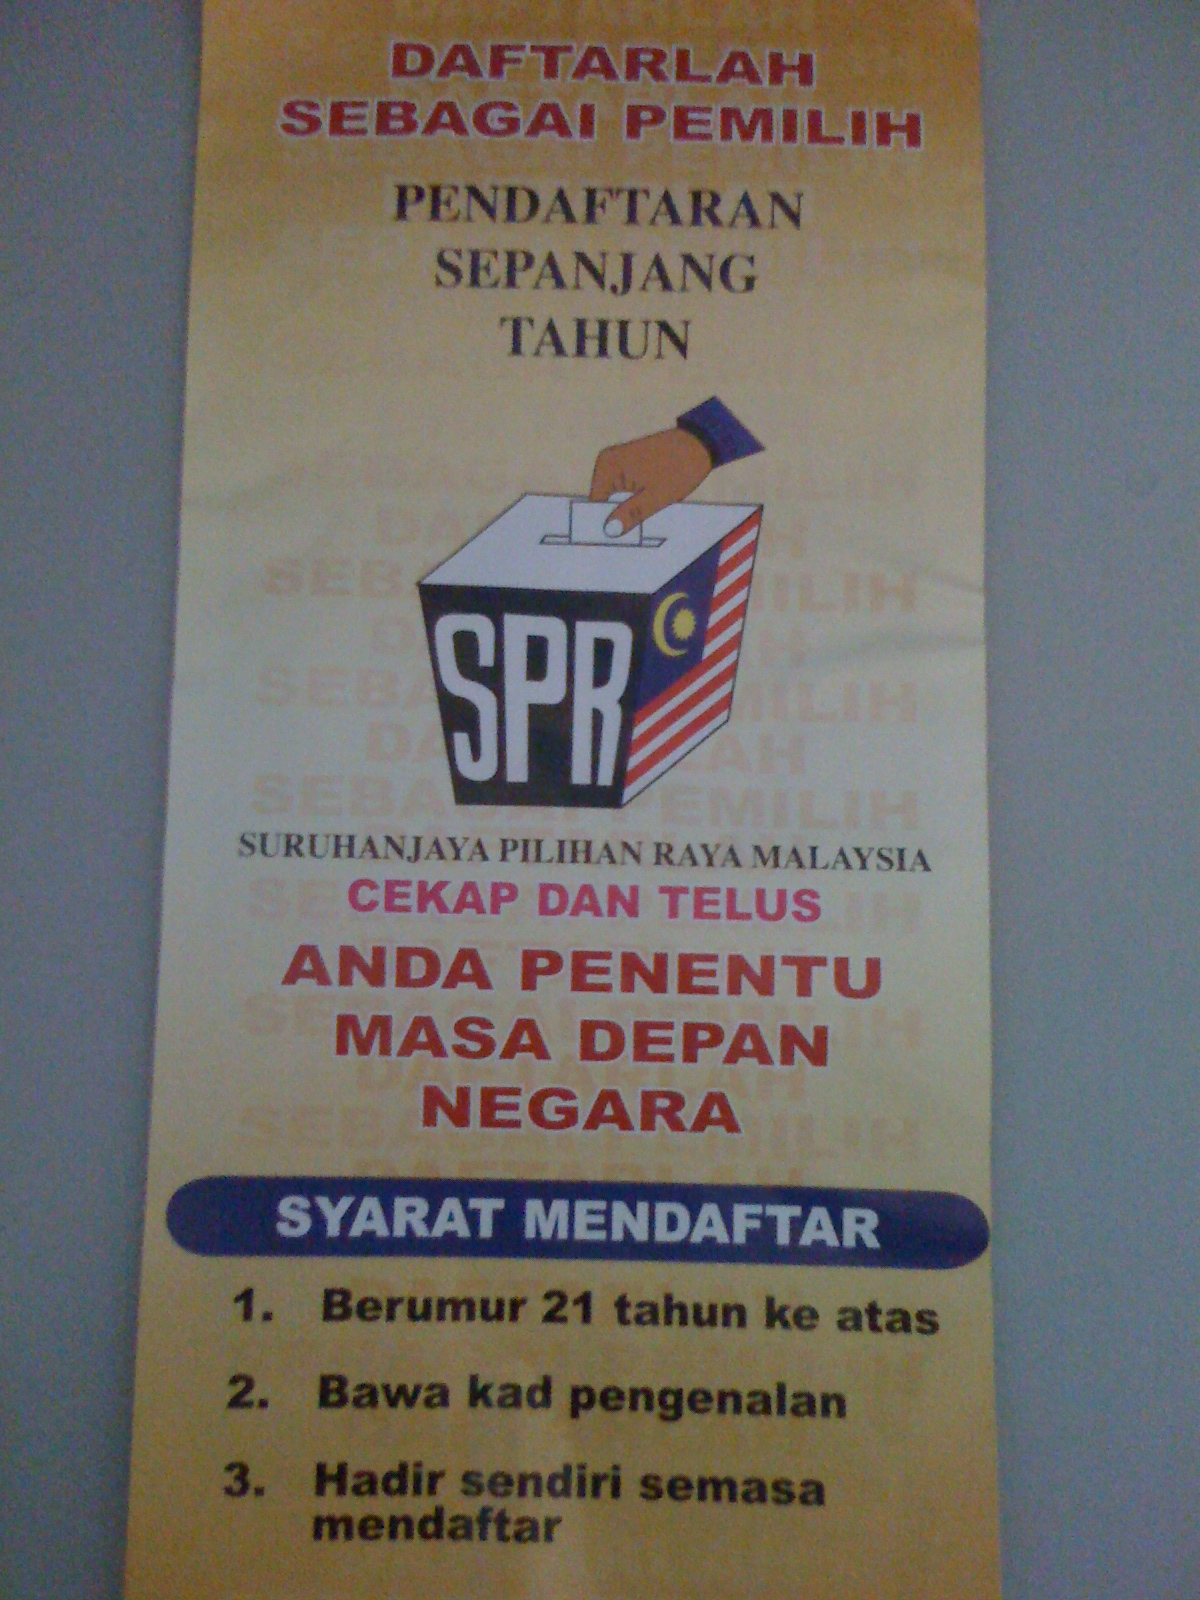 DAFTARLAH
SEBAGAI PEMILIH
PENDAFTARAN
SEPANJANG
TAHUN
SPR
SURUHANJAYA PILIHAN RAYA MALAYSIA
CEKAP DAN TELUS
ANDA PENENTU
MASA DEPAN
NEGARA
SYARAT MENDAFTAR
1. Berumur 21 tahun ke atas
2. Bawa kad pengenalan
3. Hadir sendiri semasa
mendaftar